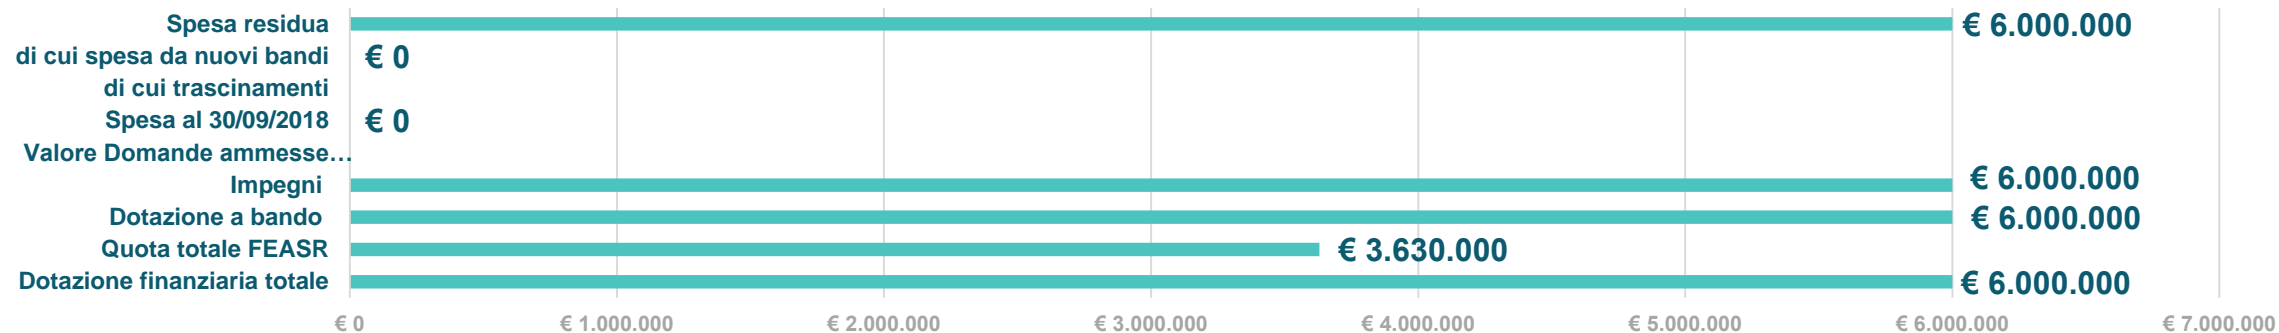 Spesa residua € 6.000.000
di cui spesa da nuovi bandi € 0
di cui trascinamenti
Spesa al 30/09/2018 € 0
Valore Domande ammesse…
Impegni € 6.000.000
Dotazione a bando € 6.000.000
Quota totale FEASR € 3.630.000
Dotazione finanziaria totale € 6.000.000
€ 0 € 1.000.000 € 2.000.000 € 3.000.000 € 4.000.000 € 5.000.000 € 6.000.000 € 7.000.000